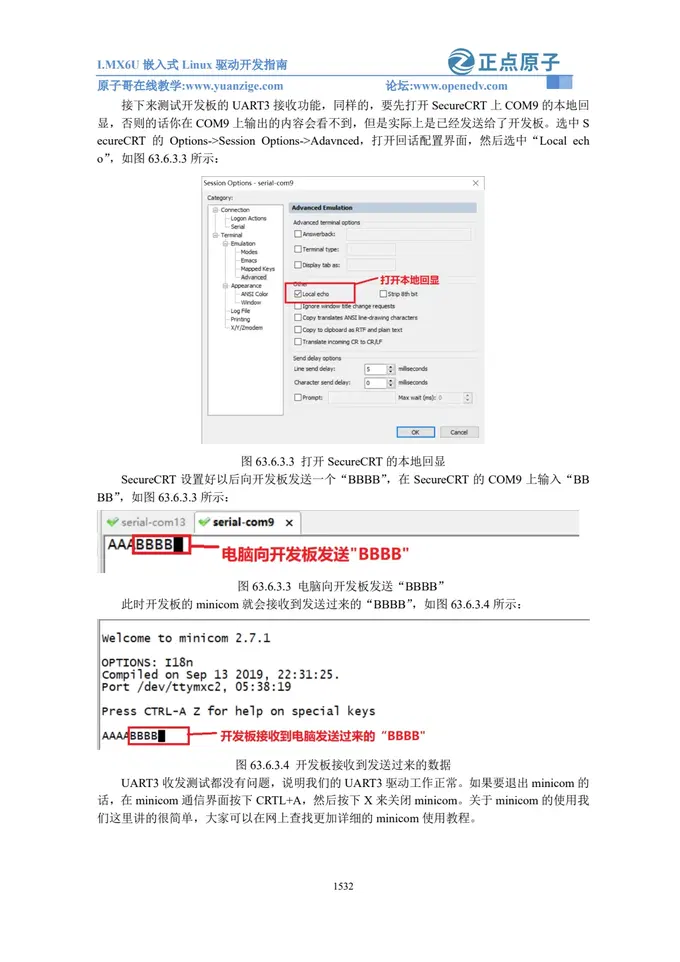 I.MX6U 嵌入式 Linux 驱动开发指南
正点原子
原子哥在线教学:www.yuanzige.com
论坛:www.openedv.com
接下来测试开发板的 UART3 接收功能，同样的，要先打开 SecureCRT 上 COM9 的本地回
显，否则的话你在 COM9 上输出的内容会看不到，但是实际上是已经发送给了开发板。选中 S
ecureCRT 的 Options->Session Options->Adavnced，打开回话配置界面，然后选中“Local ech
o”，如图 63.6.3.3 所示：
Session Options - serial-com9
Category:
Connection
Logon Actions
Serial
Terminal
Emulation
Modes
Emacs
Mapped Keys
Advanced
Appearance
ANSI Color
Window
Log File
Printing
X/Y/Zmodem
Advanced Emulation
Advanced terminal options
Answerback:
Terminal type:
Display tab as:
打开本地回显
Other
Local echo
Strip 8th bit
Ignore window title change requests
Copy translates ANSI line-drawing characters
Copy to clipboard as RTF and plain text
Translate incoming CR to CR/LF
Send delay options
Line send delay: 5 milliseconds
Character send delay: 0 milliseconds
Prompt:
Max wait (ms): 0
OK
Cancel
图 63.6.3.3 打开 SecureCRT 的本地回显
SecureCRT 设置好以后向开发板发送一个“BBBB”，在 SecureCRT 的 COM9 上输入“BB
BB”，如图 63.6.3.3 所示：
serial-com13
serial-com9
AAABBBB
电脑向开发板发送"BBBB"
图 63.6.3.3 电脑向开发板发送“BBBB”
此时开发板的 minicom 就会接收到发送过来的“BBBB”，如图 63.6.3.4 所示：
Welcome to minicom 2.7.1
OPTIONS: I18n
Compiled on Sep 13 2019, 22:31:25.
Port /dev/ttymxc2, 05:38:19
Press CTRL-A Z for help on special keys
AAAABBBB
开发板接收到电脑发送过来的“BBBB"
图 63.6.3.4 开发板接收到发送过来的数据
UART3 收发测试都没有问题，说明我们的 UART3 驱动工作正常。如果要退出 minicom 的
话，在 minicom 通信界面按下 CRTL+A，然后按下 X 来关闭 minicom。关于 minicom 的使用我
们这里讲的很简单，大家可以在网上查找更加详细的 minicom 使用教程。
1532